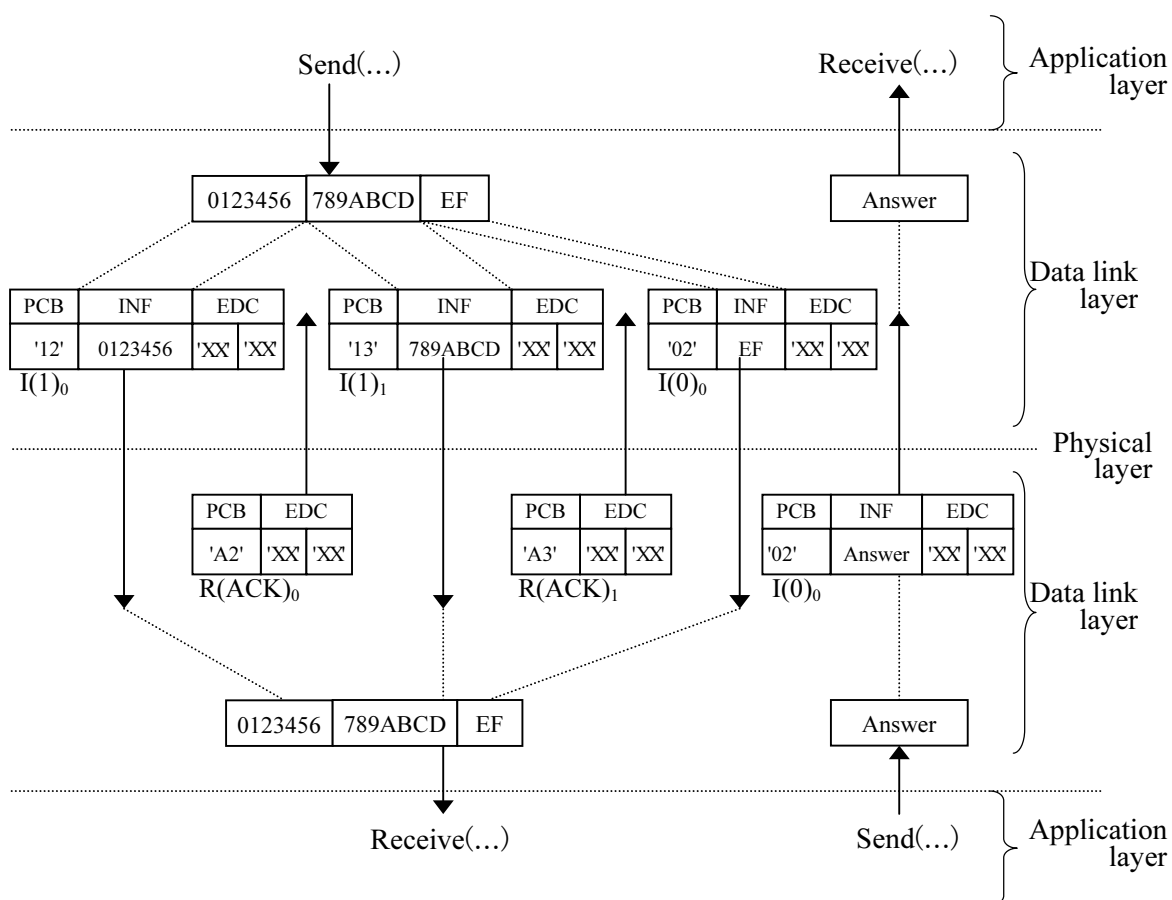 Send(…)
Receive(…)
Application
layer
0123456 789ABCD EF
Answer
Data link
layer
PCB INF EDC
'12' 0123456 'XX' 'XX'
I(1)₀
PCB INF EDC
'13' 789ABCD 'XX' 'XX'
I(1)₁
PCB INF EDC
'02' EF 'XX' 'XX'
I(0)₀
Physical
layer
PCB EDC
'A2' 'XX' 'XX'
R(ACK)₀
PCB EDC
'A3' 'XX' 'XX'
R(ACK)₁
PCB INF EDC
'02' Answer 'XX' 'XX'
I(0)₀
Data link
layer
0123456 789ABCD EF
Answer
Receive(…)
Send(…)
Application
layer